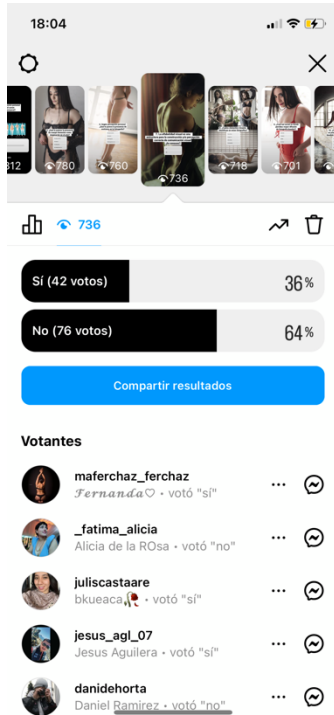 18:04
312
780
760
736
718
701
736
Sí (42 votos)
36%
No (76 votos)
64%
Compartir resultados
Votantes
maferchaz_ferchaz
𝓕𝓮𝓻𝓷𝓪𝓷𝓭𝓪♡ • votó "sí"
_fatima_alicia
Alicia de la ROsa • votó "no"
juliscastaare
bkueaca🥀 • votó "sí"
jesus_agl_07
Jesus Aguilera • votó "sí"
danidehorta
Daniel Ramirez • votó "no"